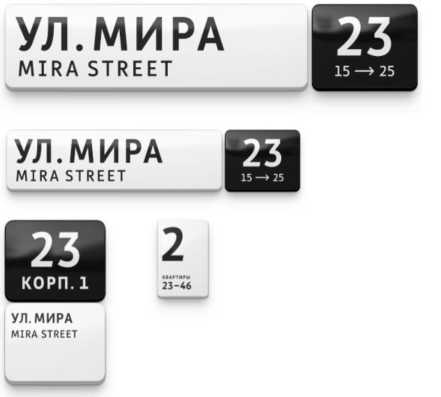 УЛ. МИРА
MIRA STREET
23
15 → 25
УЛ. МИРА
MIRA STREET
23
15 → 25
23
КОРП. 1
УЛ. МИРА
MIRA STREET
2
КВАРТИРЫ
23–46